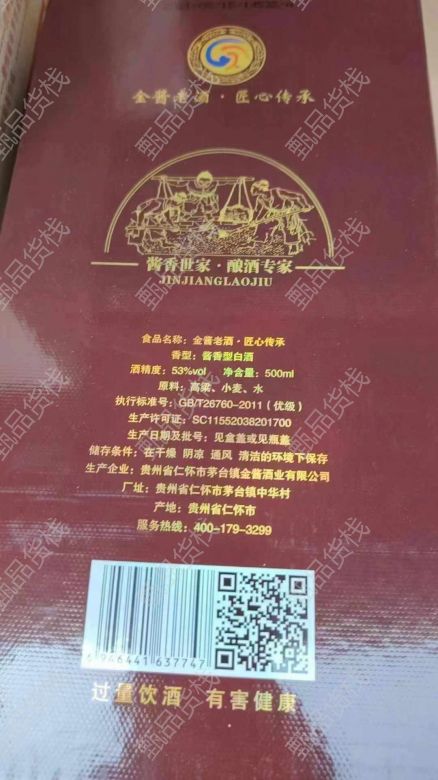 金酱老酒·匠心传承
酱香世家·酿酒专家
JINJIANGLAOJIU
食品名称：金酱老酒·匠心传承
香型：酱香型白酒
酒精度：53%vol 净含量：500ml
原料：高粱、小麦、水
执行标准号：GB/T26760-2011（优级）
生产许可证：SC11552038201700
生产日期及批号：见盒盖或见瓶盖
储存条件：在干燥 阴凉 通风 清洁的环境下保存
生产企业：贵州省仁怀市茅台镇金酱酒业有限公司
厂址：贵州省仁怀市茅台镇中华村
产地：贵州省仁怀市
服务热线：400-179-3299
6 946441 637747
过量饮酒 有害健康
甄品货栈